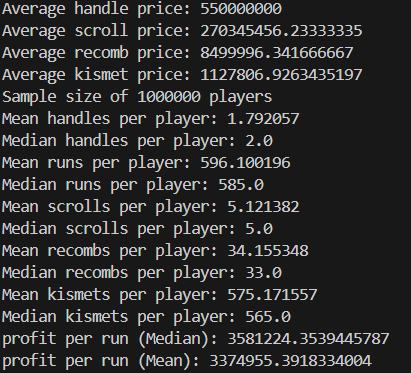 Average handle price: 550000000
Average scroll price: 270345456.23333335
Average recomb price: 8499996.341666667
Average kismet price: 1127806.9263435197
Sample size of 1000000 players
Mean handles per player: 1.792057
Median handles per player: 2.0
Mean runs per player: 596.100196
Median runs per player: 585.0
Mean scrolls per player: 5.121382
Median scrolls per player: 5.0
Mean recombs per player: 34.155348
Median recombs per player: 33.0
Mean kismets per player: 575.171557
Median kismets per player: 565.0
profit per run (Median): 3581224.3539445787
profit per run (Mean): 3374955.3918334004